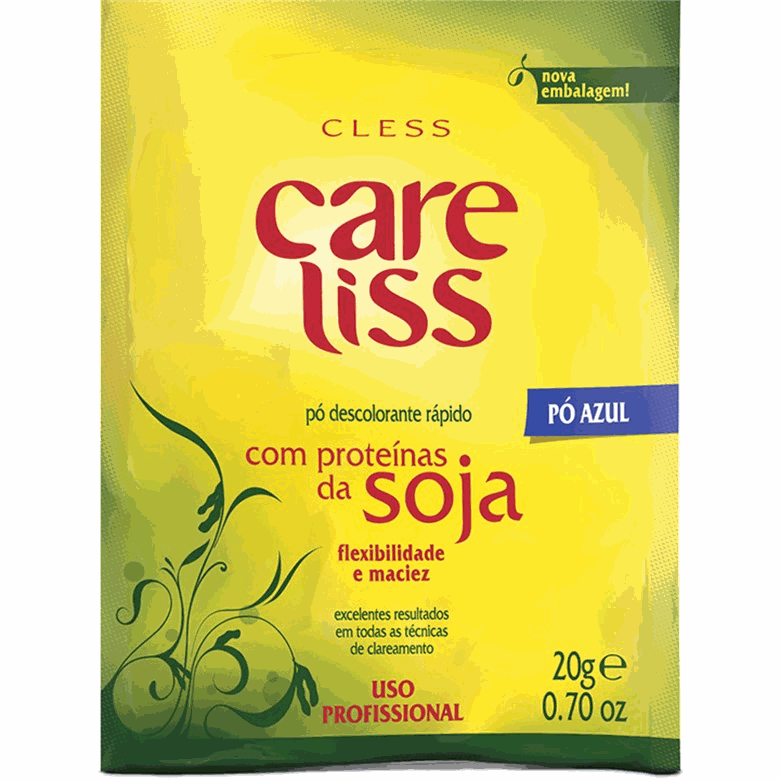 nova
embalagem!
CLESS
care
liss
pó descolorante rápido
PÓ AZUL
com proteínas
da soja
flexibilidade
e maciez
excelentes resultados
em todas as técnicas
de clareamento
USO
PROFISSIONAL
20g e
0.70 oz